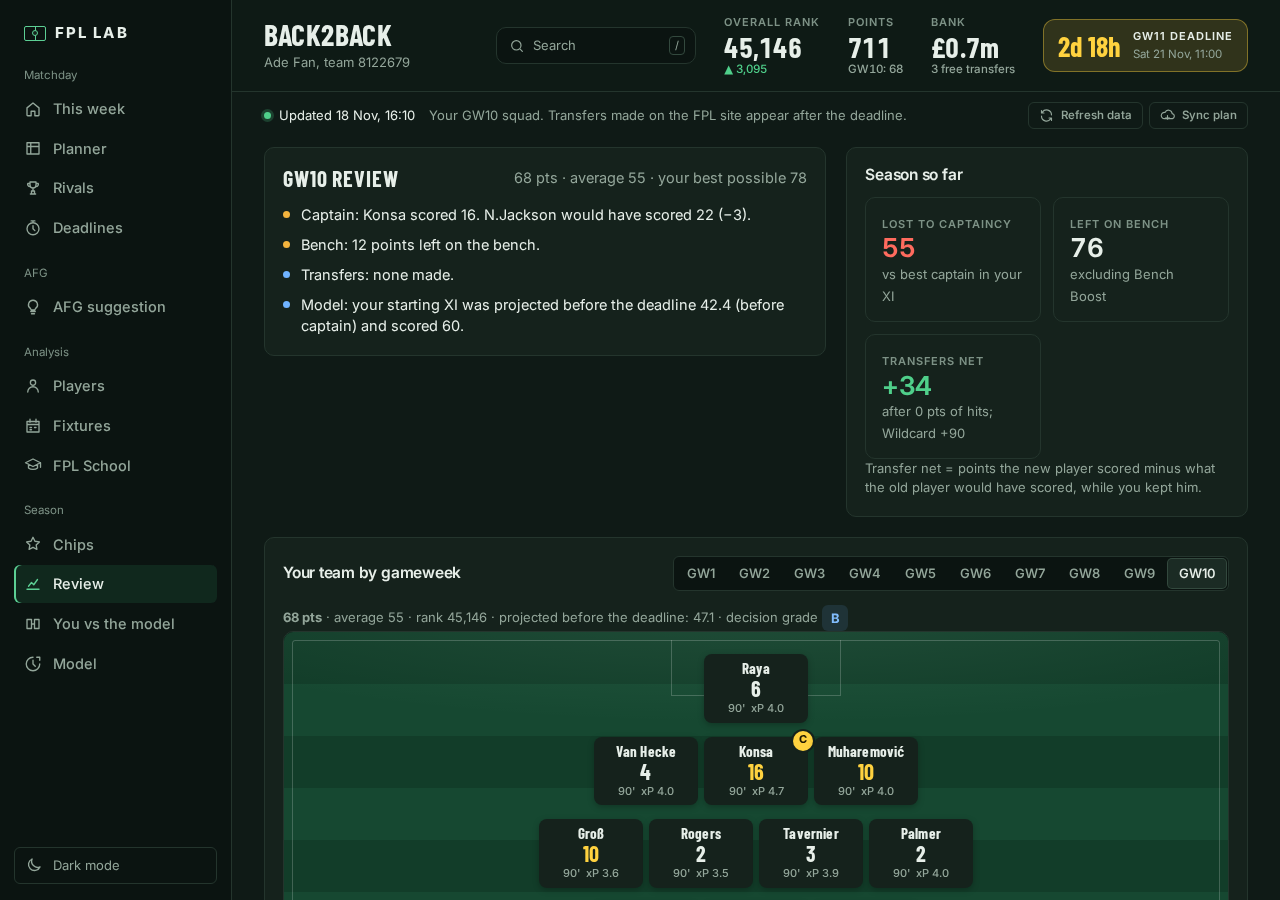 FPL LAB
Matchday
This week
Planner
Rivals
Deadlines
AFG
AFG suggestion
Analysis
Players
Fixtures
FPL School
Season
Chips
Review
You vs the model
Model
Dark mode
BACK2BACK
Ade Fan, team 8122679
Search /
OVERALL RANK
45,146
▲ 3,095
POINTS
711
GW10: 68
BANK
£0.7m
3 free transfers
2d 18h
GW11 DEADLINE
Sat 21 Nov, 11:00
Updated 18 Nov, 16:10 Your GW10 squad. Transfers made on the FPL site appear after the deadline.
Refresh data
Sync plan
GW10 REVIEW
68 pts · average 55 · your best possible 78
Captain: Konsa scored 16. N.Jackson would have scored 22 (−3).
Bench: 12 points left on the bench.
Transfers: none made.
Model: your starting XI was projected before the deadline 42.4 (before
captain) and scored 60.
Season so far
LOST TO CAPTAINCY
55
vs best captain in your
XI
LEFT ON BENCH
76
excluding Bench
Boost
TRANSFERS NET
+34
after 0 pts of hits;
Wildcard +90
Transfer net = points the new player scored minus what
the old player would have scored, while you kept him.
Your team by gameweek
GW1 GW2 GW3 GW4 GW5 GW6 GW7 GW8 GW9 GW10
68 pts · average 55 · rank 45,146 · projected before the deadline: 47.1 · decision grade B
Raya
6
90' xP 4.0
Van Hecke
4
90' xP 4.0
C
Konsa
16
90' xP 4.7
Muharemović
10
90' xP 4.0
Groß
10
90' xP 3.6
Rogers
2
90' xP 3.5
Tavernier
3
90' xP 3.9
Palmer
2
90' xP 4.0